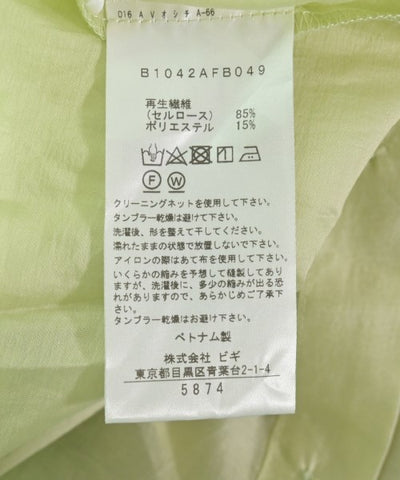 D16 A V オシチ A-66
B1042AFB049
再生繊維
(セルロース) 85%
ポリエステル 15%
F W
クリーニングネットを使用して下さい。
タンブラー乾燥は避けて下さい。
洗濯後、形を整えて干してください。
濡れたままの状態で放置しないで下さい。
アイロンの際はあて布を使用して下さい。
いくらかの縮みを予想して縫製してありますが、洗濯後に、多少の縮みが出る恐
れがありますので、あらかじめご了承下さい。
タンブラー乾燥はお避け下さい。
ベトナム製
株式会社 ビギ
東京都目黒区青葉台2-1-4
5874